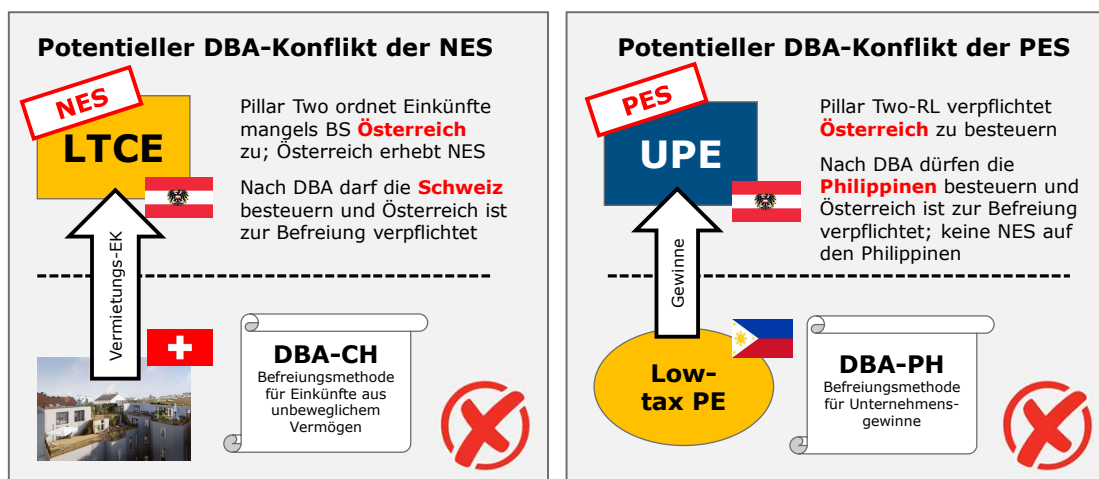 Potentieller DBA-Konflikt der NES
NES
LTCE
Pillar Two ordnet Einkünfte
mangels BS Österreich
zu; Österreich erhebt NES
Nach DBA darf die Schweiz
besteuern und Österreich ist
zur Befreiung verpflichtet
Vermietungs-EK
DBA-CH
Befreiungsmethode
für Einkünfte aus
unbeweglichem
Vermögen
Potentieller DBA-Konflikt der PES
PES
UPE
Pillar Two-RL verpflichtet
Österreich zu besteuern
Nach DBA dürfen die
Philippinen besteuern und
Österreich ist zur Befreiung
verpflichtet; keine NES auf
den Philippinen
Gewinne
Low-
tax PE
DBA-PH
Befreiungsmethode
für Unternehmens-
gewinne